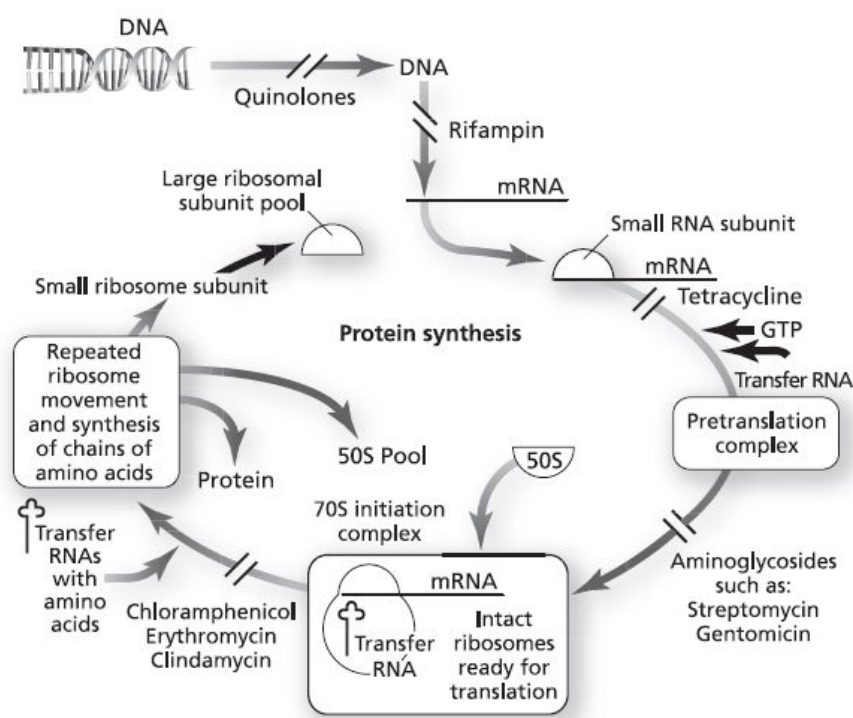 DNA
DNA
Quinolones
Rifampin
mRNA
Large ribosomal
subunit pool
Small RNA subunit
mRNA
Small ribosome subunit
Tetracycline
GTP
Transfer RNA
Protein synthesis
Repeated
ribosome
movement
and synthesis
of chains of
amino acids
Pretranslation
complex
50S Pool
50S
Protein
70S initiation
complex
Transfer
RNAs
with
amino
acids
Chloramphenicol
Erythromycin
Clindamycin
mRNA
Transfer
RNA
Intact
ribosomes
ready for
translation
Aminoglycosides
such as:
Streptomycin
Gentomicin